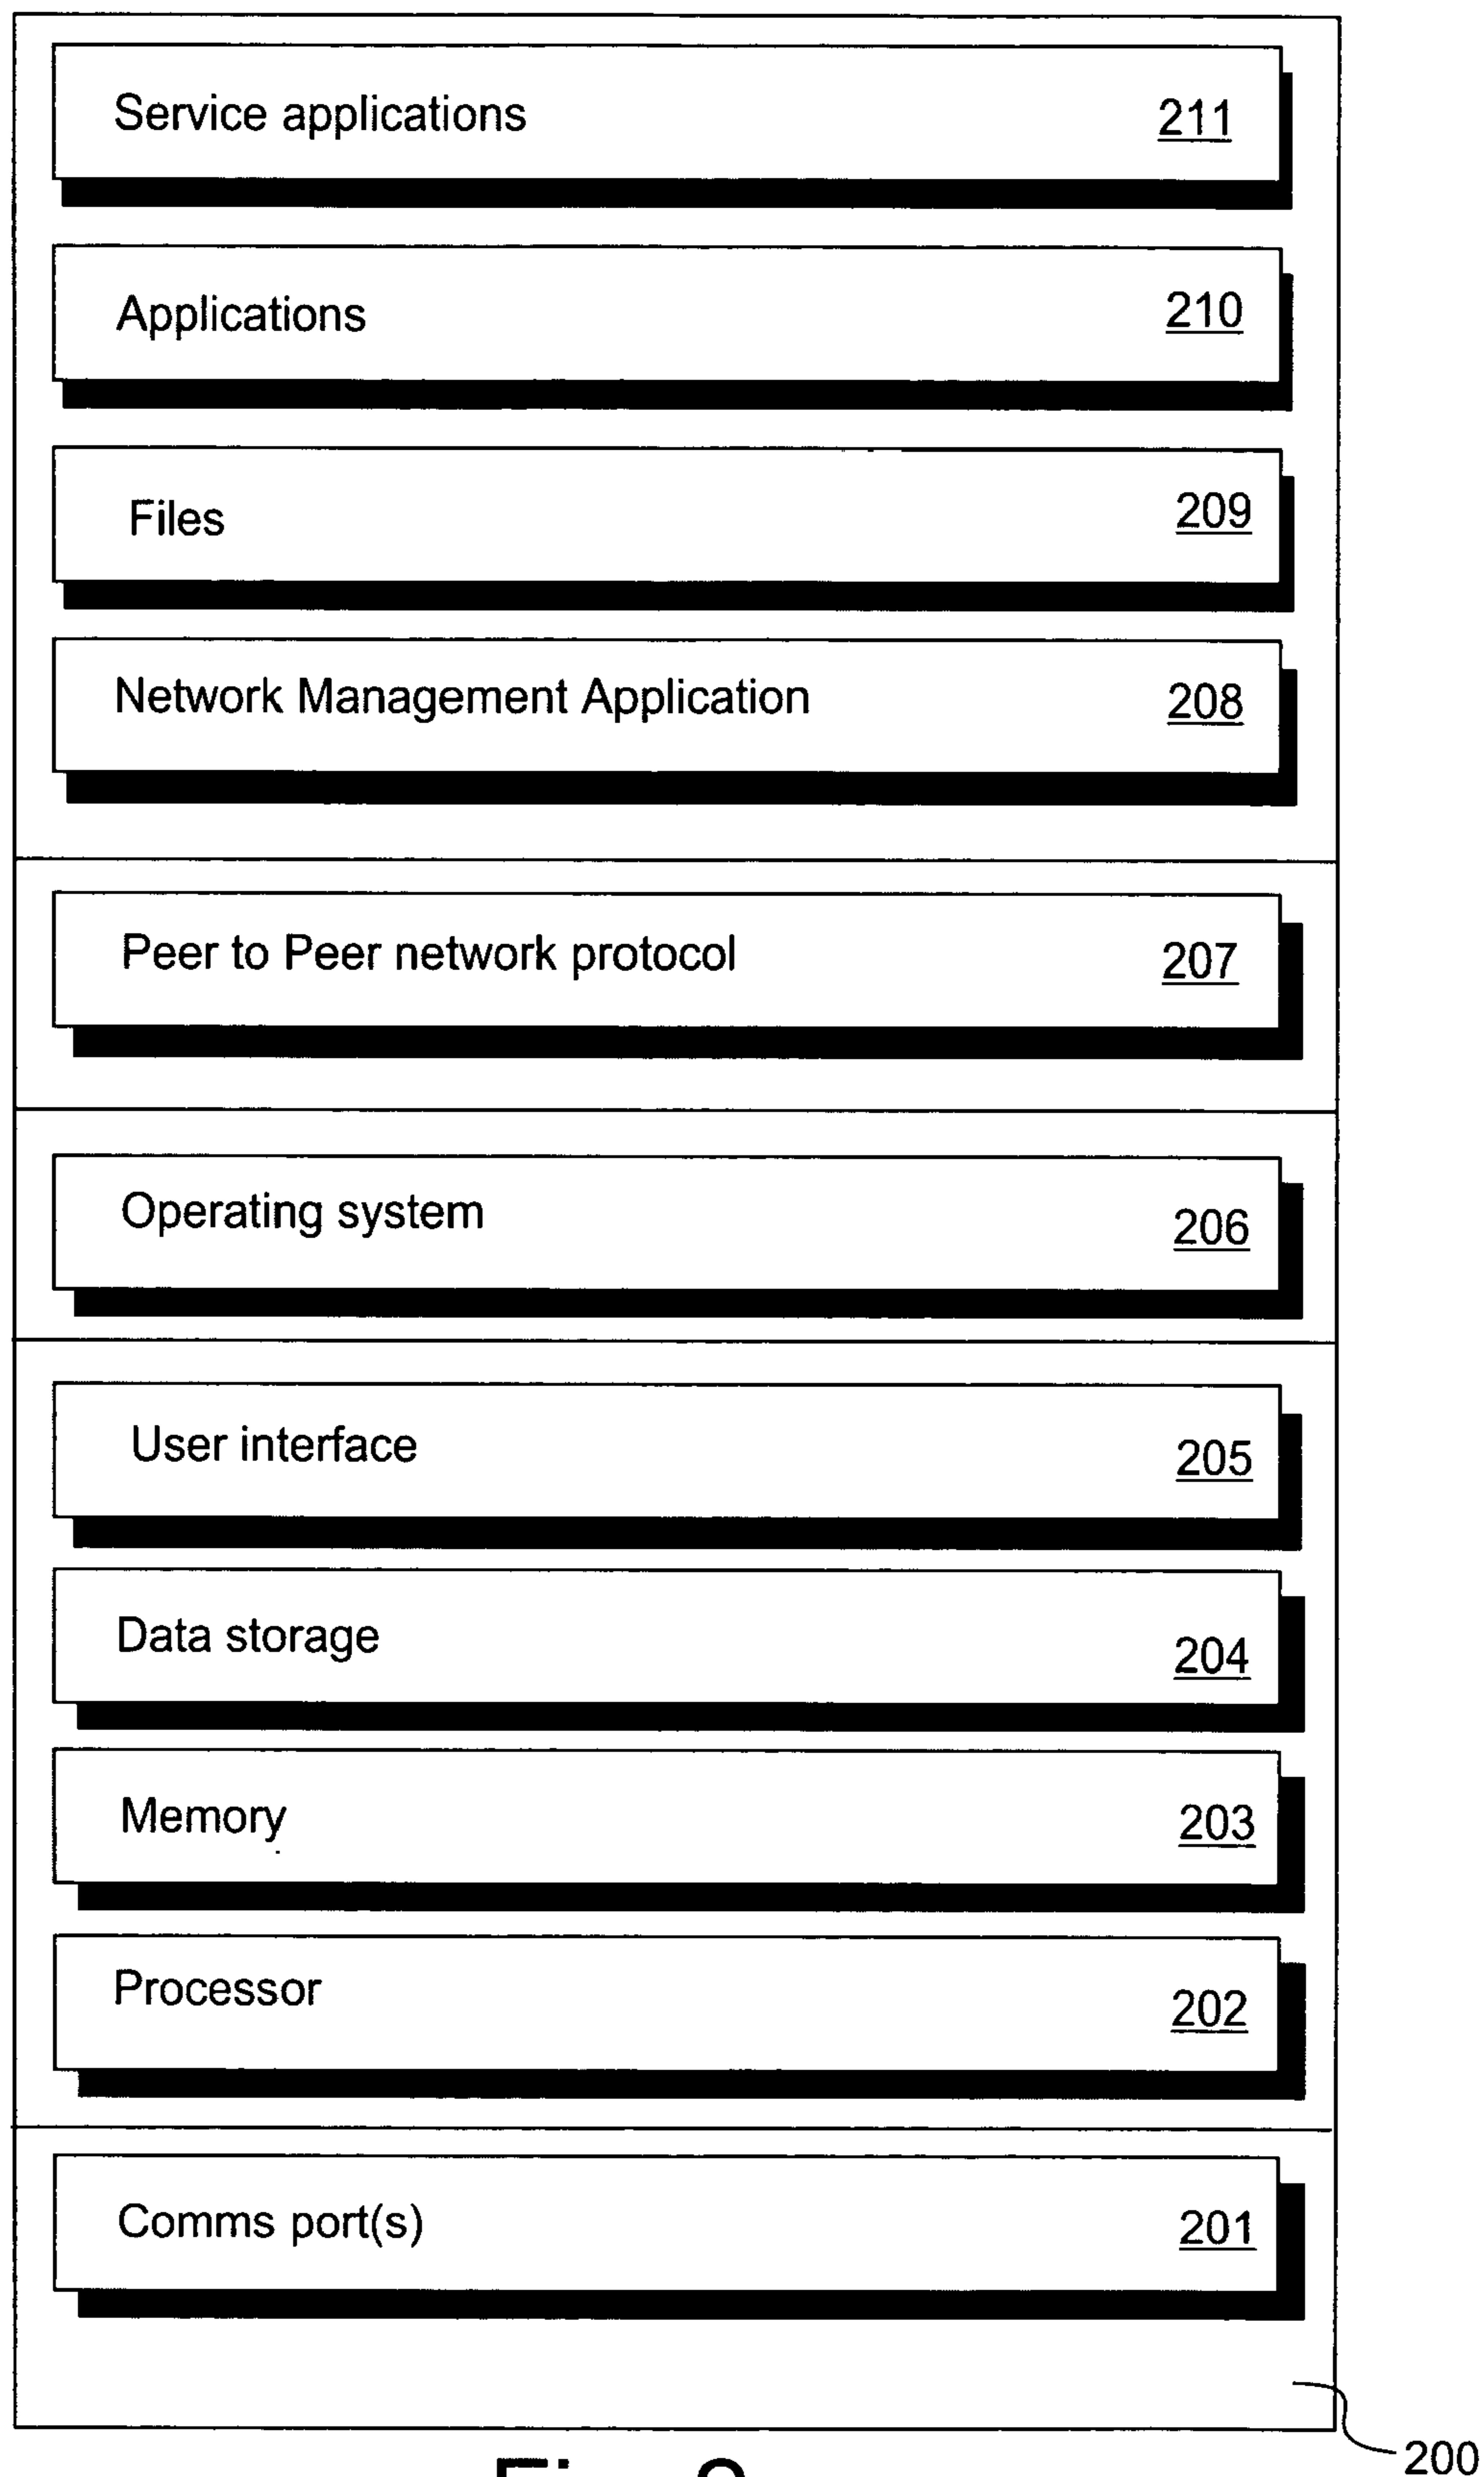 Service applications 211
Applications 210
Files 209
Network Management Application 208
Peer to Peer network protocol 207
Operating system 206
User interface 205
Data storage 204
Memory 203
Processor 202
Comms port(s) 201
200